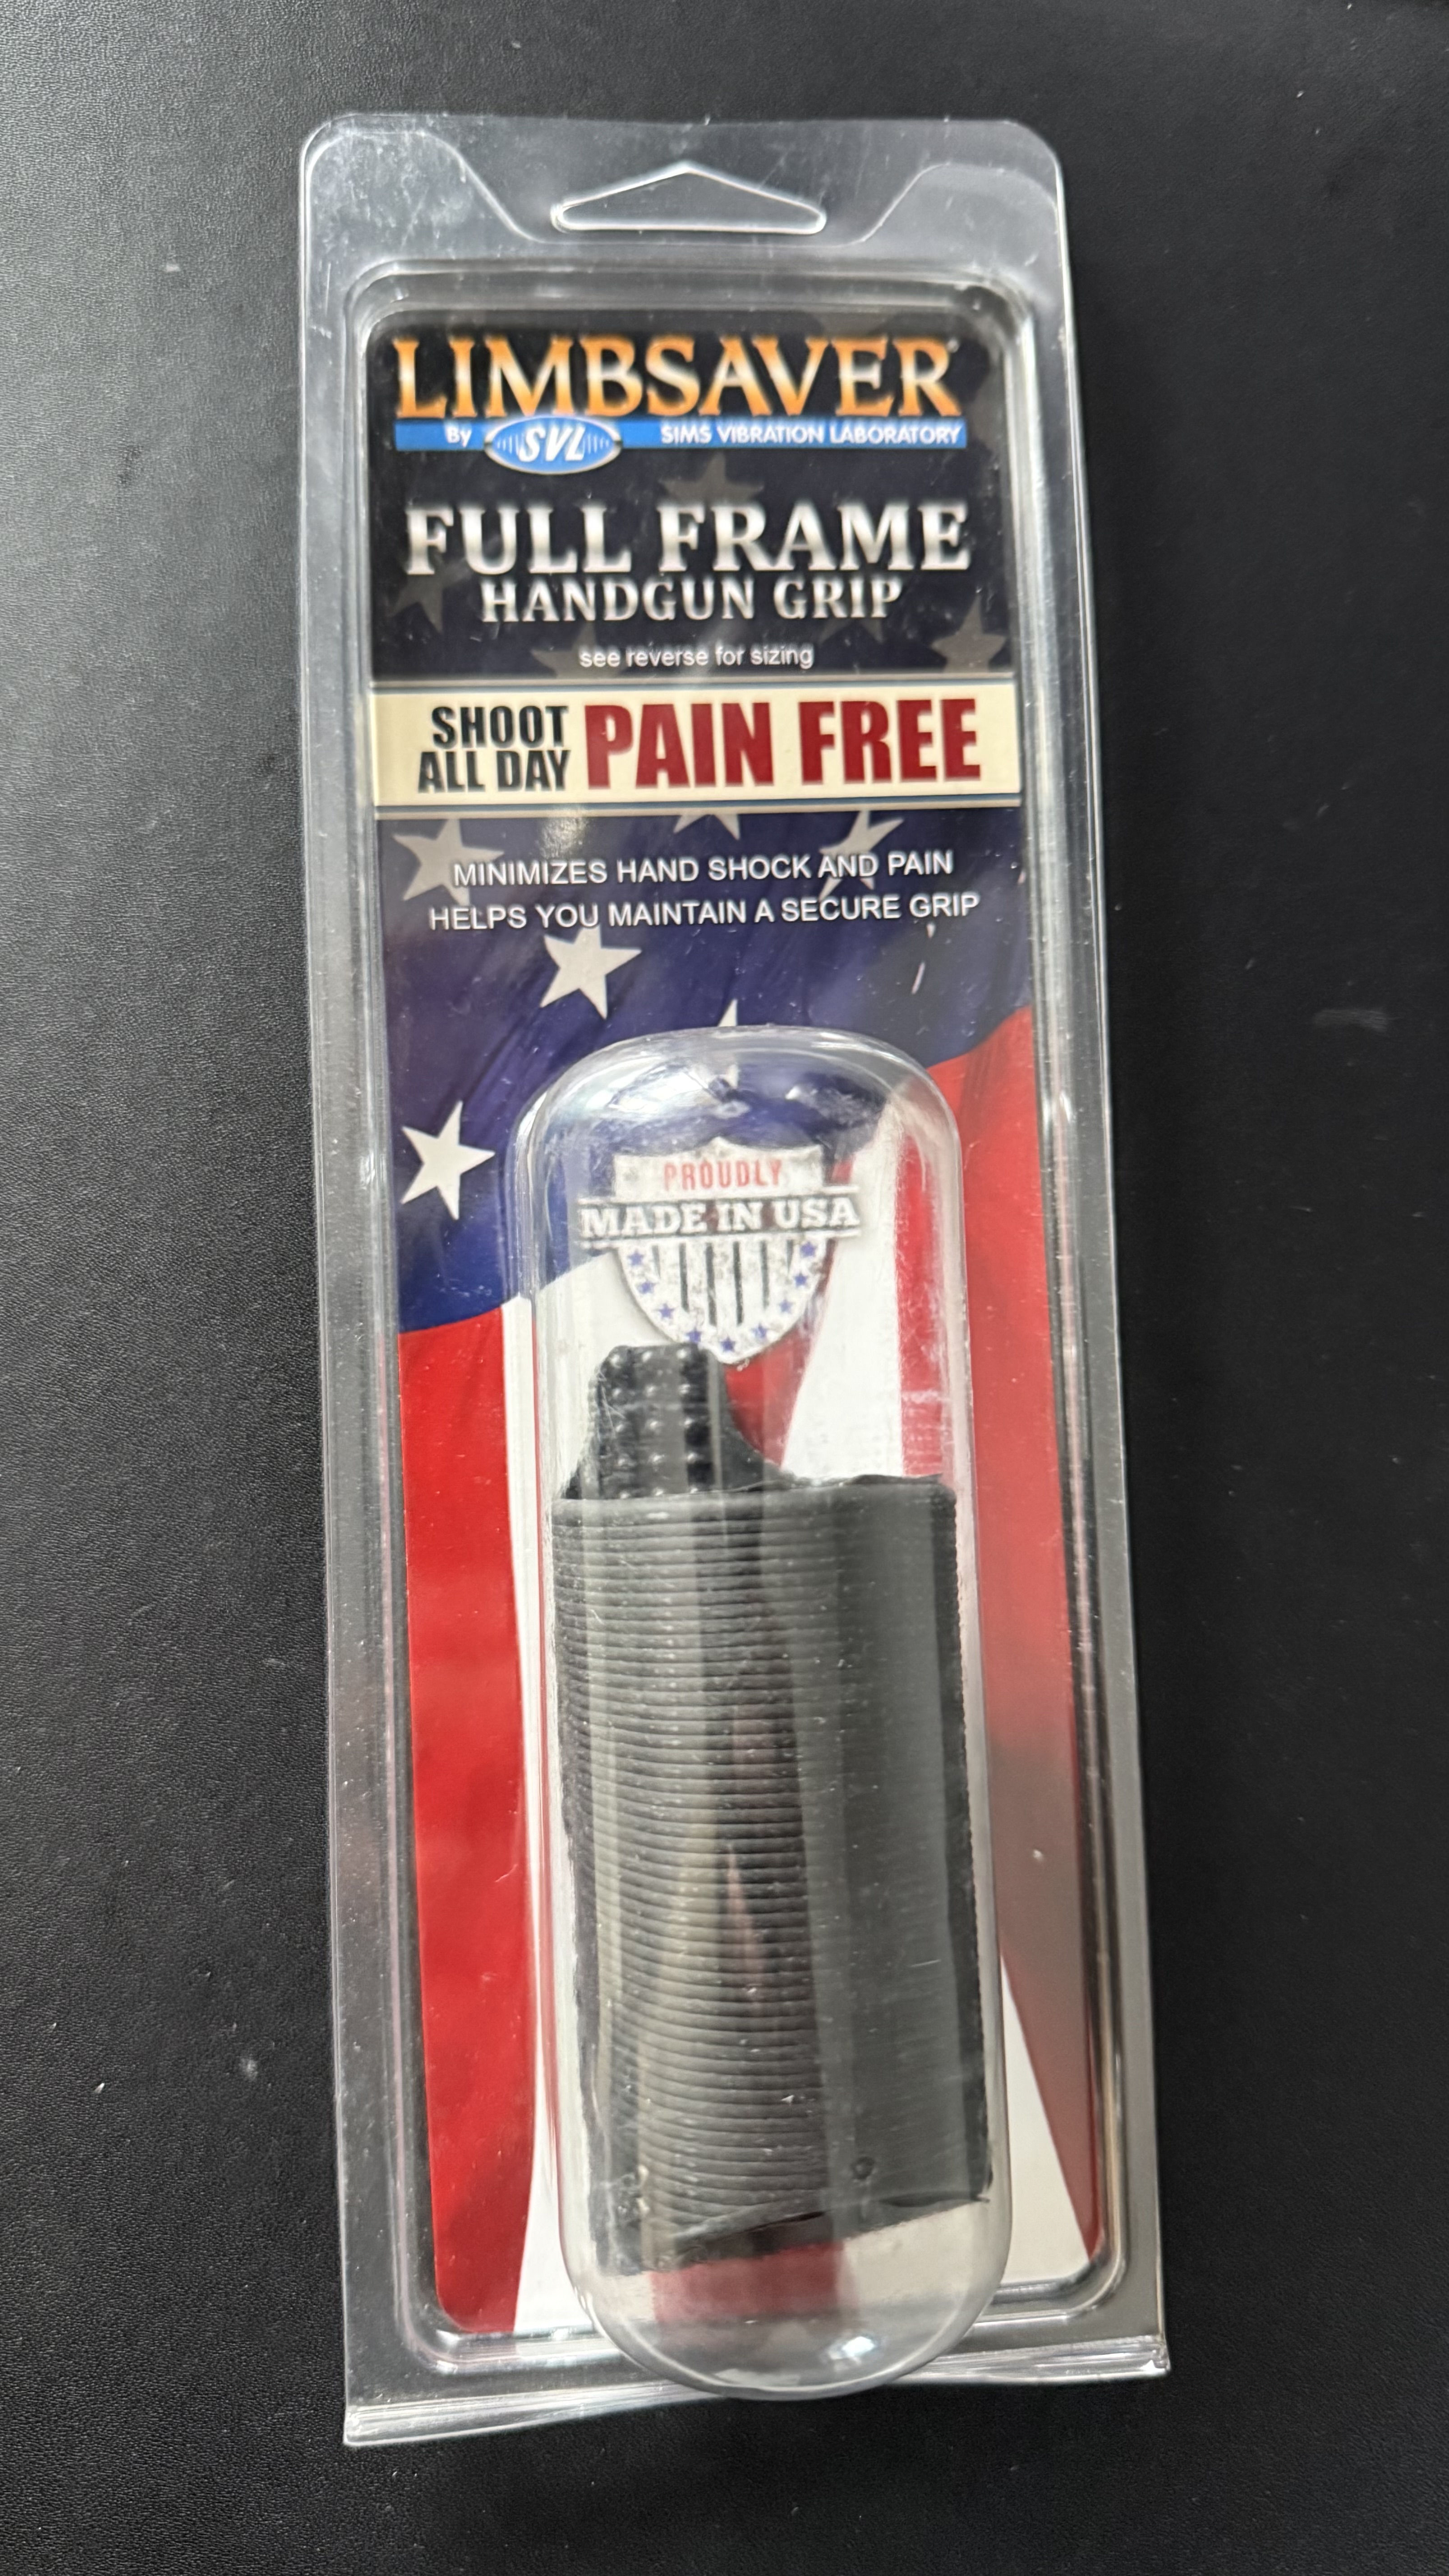 LIMBSAVER
By SVL SIMS VIBRATION LABORATORY
FULL FRAME
HANDGUN GRIP
see reverse for sizing
SHOOT
ALL DAY
PAIN FREE
MINIMIZES HAND SHOCK AND PAIN
HELPS YOU MAINTAIN A SECURE GRIP
PROUDLY
MADE IN USA